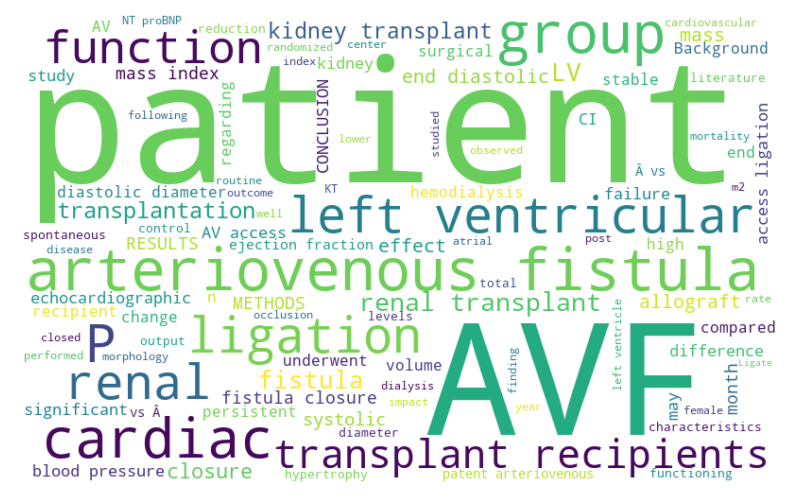 AV
NT proBNP
reduction
kidney transplant
group
cardiovascular
function
randomized
center
surgical
mass
Background
study
mass index
index
kidney
end diastolic
LV
stable
literature
patient
following
regarding
CONCLUSION
lower
studied
observed
CI
mortality
end
Â vs
access ligation
diastolic diameter
routine
outcome
KT
hemodialysis
failure
m2
transplantation
well
left ventricular
spontaneous
control
AV access
disease
RESULTS
ejection fraction
effect
atrial
post
high
arteriovenous fistula
echocardiographic
n
METHODS
total
renal transplant
allograft
rate
recipient
change
occlusion
levels
left ventricle
closed
output
P
ligation
compared
performed
morphology
underwent
volume
AVF
difference
Ligate
renal
fistula
dialysis
finding
fistula closure
impact
may
month
significant
vs Â
persistent
systolic
year
female
cardiac
diameter
characteristics
transplant recipients
blood pressure
closure
hypertrophy
patent arteriovenous
functioning